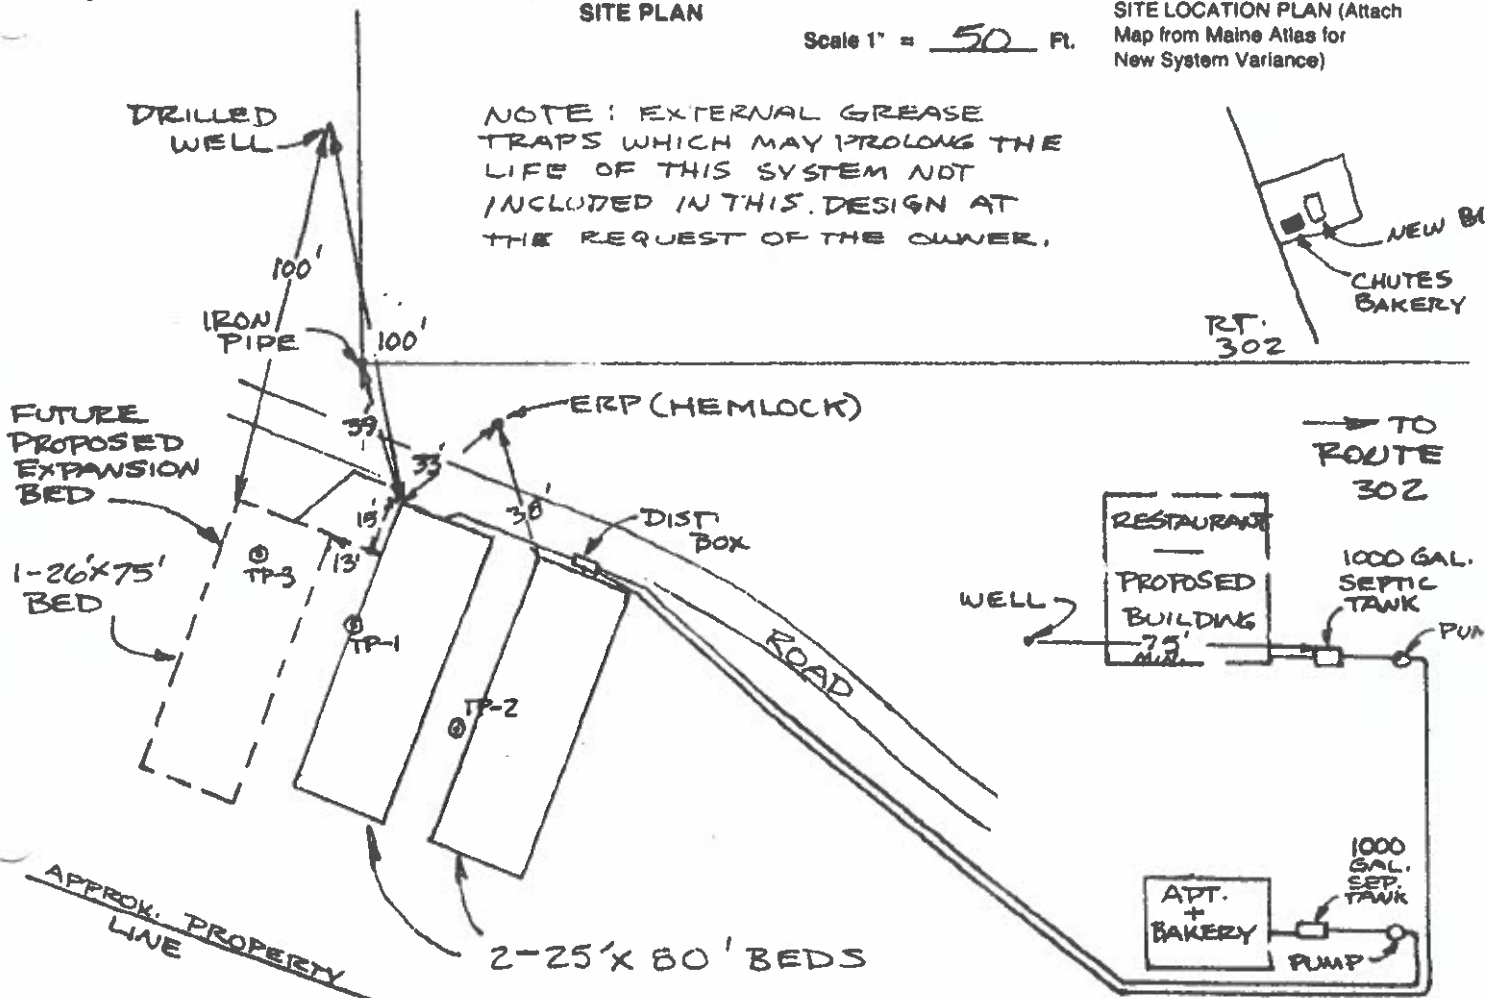 SITE PLAN
Scale 1" = 50 Ft.
SITE LOCATION PLAN (Attach
Map from Maine Atlas for
New System Variance)
DRILLED
WELL
NOTE: EXTERNAL GREASE
TRAPS WHICH MAY PROLONG THE
LIFE OF THIS SYSTEM NOT
INCLUDED IN THIS. DESIGN AT
THE REQUEST OF THE OWNER.
NEW
CHUTES
BAKERY
RT.
302
100'
100'
IRON
PIPE
39'
33'
38'
15'
13'
ERP (HEMLOCK)
FUTURE
PROPOSED
EXPANSION
BED
1-26'X75'
BED
TP-3
TP-1
TP-2
DIST.
BOX
ROAD
TO
ROUTE
302
RESTAURANT
—
PROPOSED
BUILDING
75'
MIN.
WELL
1000 GAL.
SEPTIC
TANK
1000
GAL.
SEP.
TANK
APT.
+
BAKERY
PUMP
2-25'X 80' BEDS
APPROX. PROPERTY
LINE